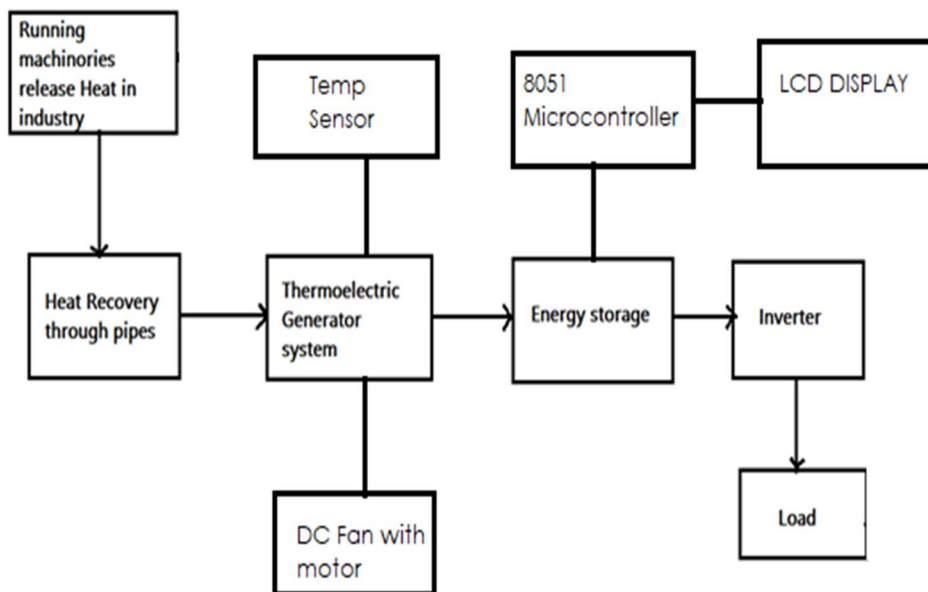 Running
machinories
release Heat in
industry
Temp
Sensor
8051
Microcontroller
LCD DISPLAY
Heat Recovery
through pipes
Thermoelectric
Generator
system
Energy storage
Inverter
DC Fan with
motor
Load